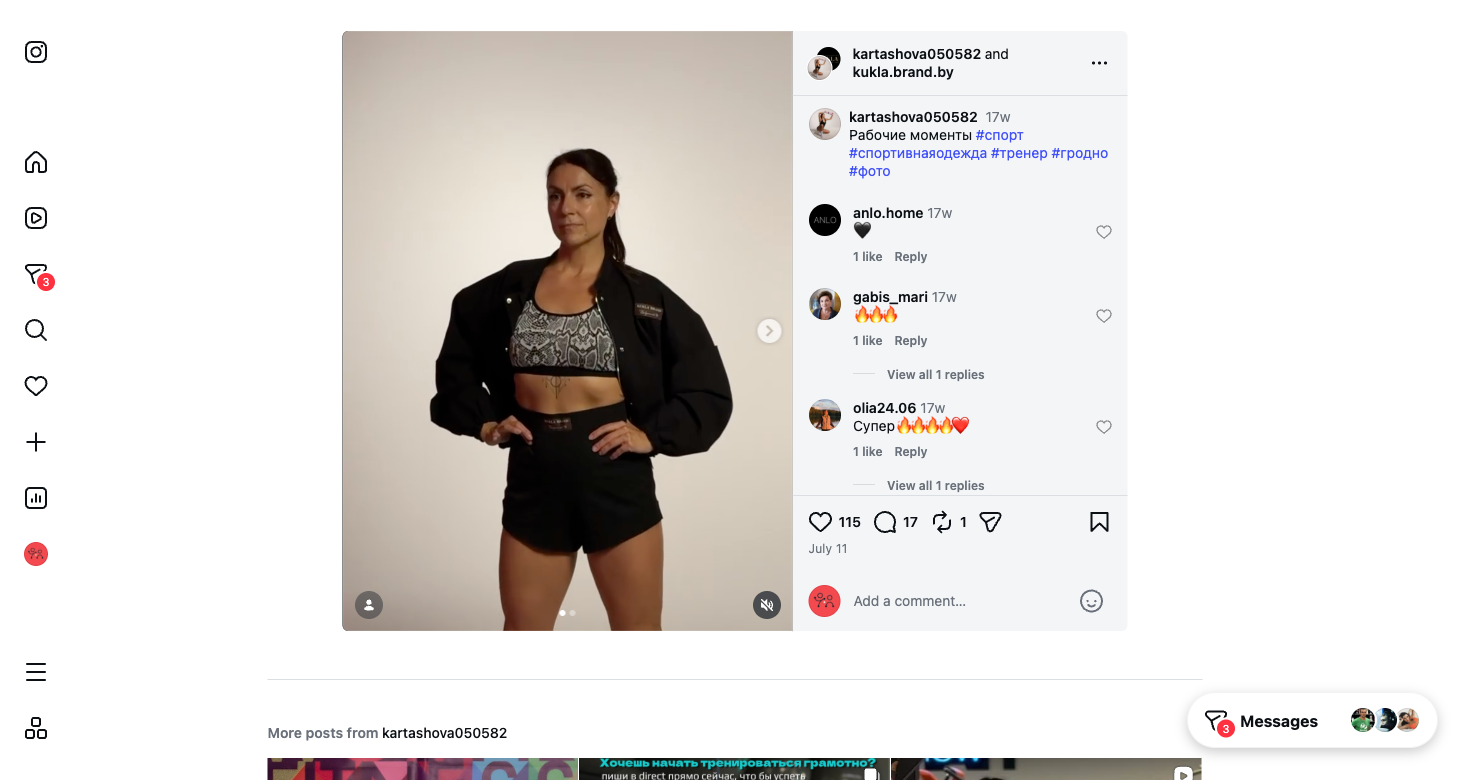 kartashova050582 and
kukla.brand.by
kartashova050582 17w
Рабочие моменты #спорт
#спортивнаяодежда #тренер #гродно
#фото
ANLO
anlo.home 17w
🖤
1 like Reply
gabis_mari 17w
🔥🔥🔥
1 like Reply
View all 1 replies
olia24.06 17w
Супер🔥🔥🔥🔥❤️
1 like Reply
View all 1 replies
115 17 1
July 11
Add a comment...
3
More posts from kartashova050582
3 Messages
Хочешь начать тренироваться грамотно?
пиши в direct прямо сейчас, что бы успеть